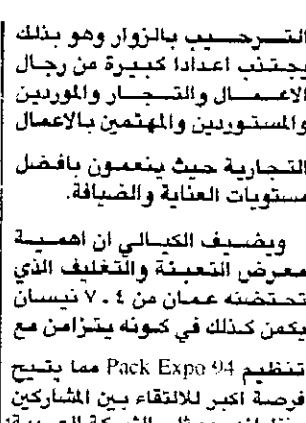 الترحيب بالزوار وهو بذلك
يجتذب اعدادا كبيرة من رجال
الاعمال والتجار والموردين
والمستوردين والمهتمين بالاعمال
التجارية حيث ينعمون بافضل
مستويات العناية والضيافة.
ويضيف الكيالي ان اهمية
معرض التعبئة والتغليف الذي
تحتضنه عمان من ٤ - ٧ نيسان
يكمن كذلك في كونه يتزامن مع
تنظيم Pack Expo 94 مما يتيح
فرصة اكبر للالتقاء بين المشاركين